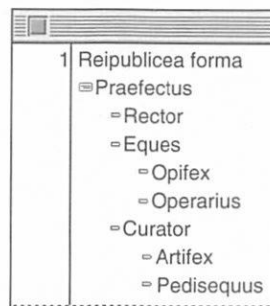 1 Reipublicea forma
Praefectus
Rector
Eques
Opifex
Operarius
Curator
Artifex
Pedisequus